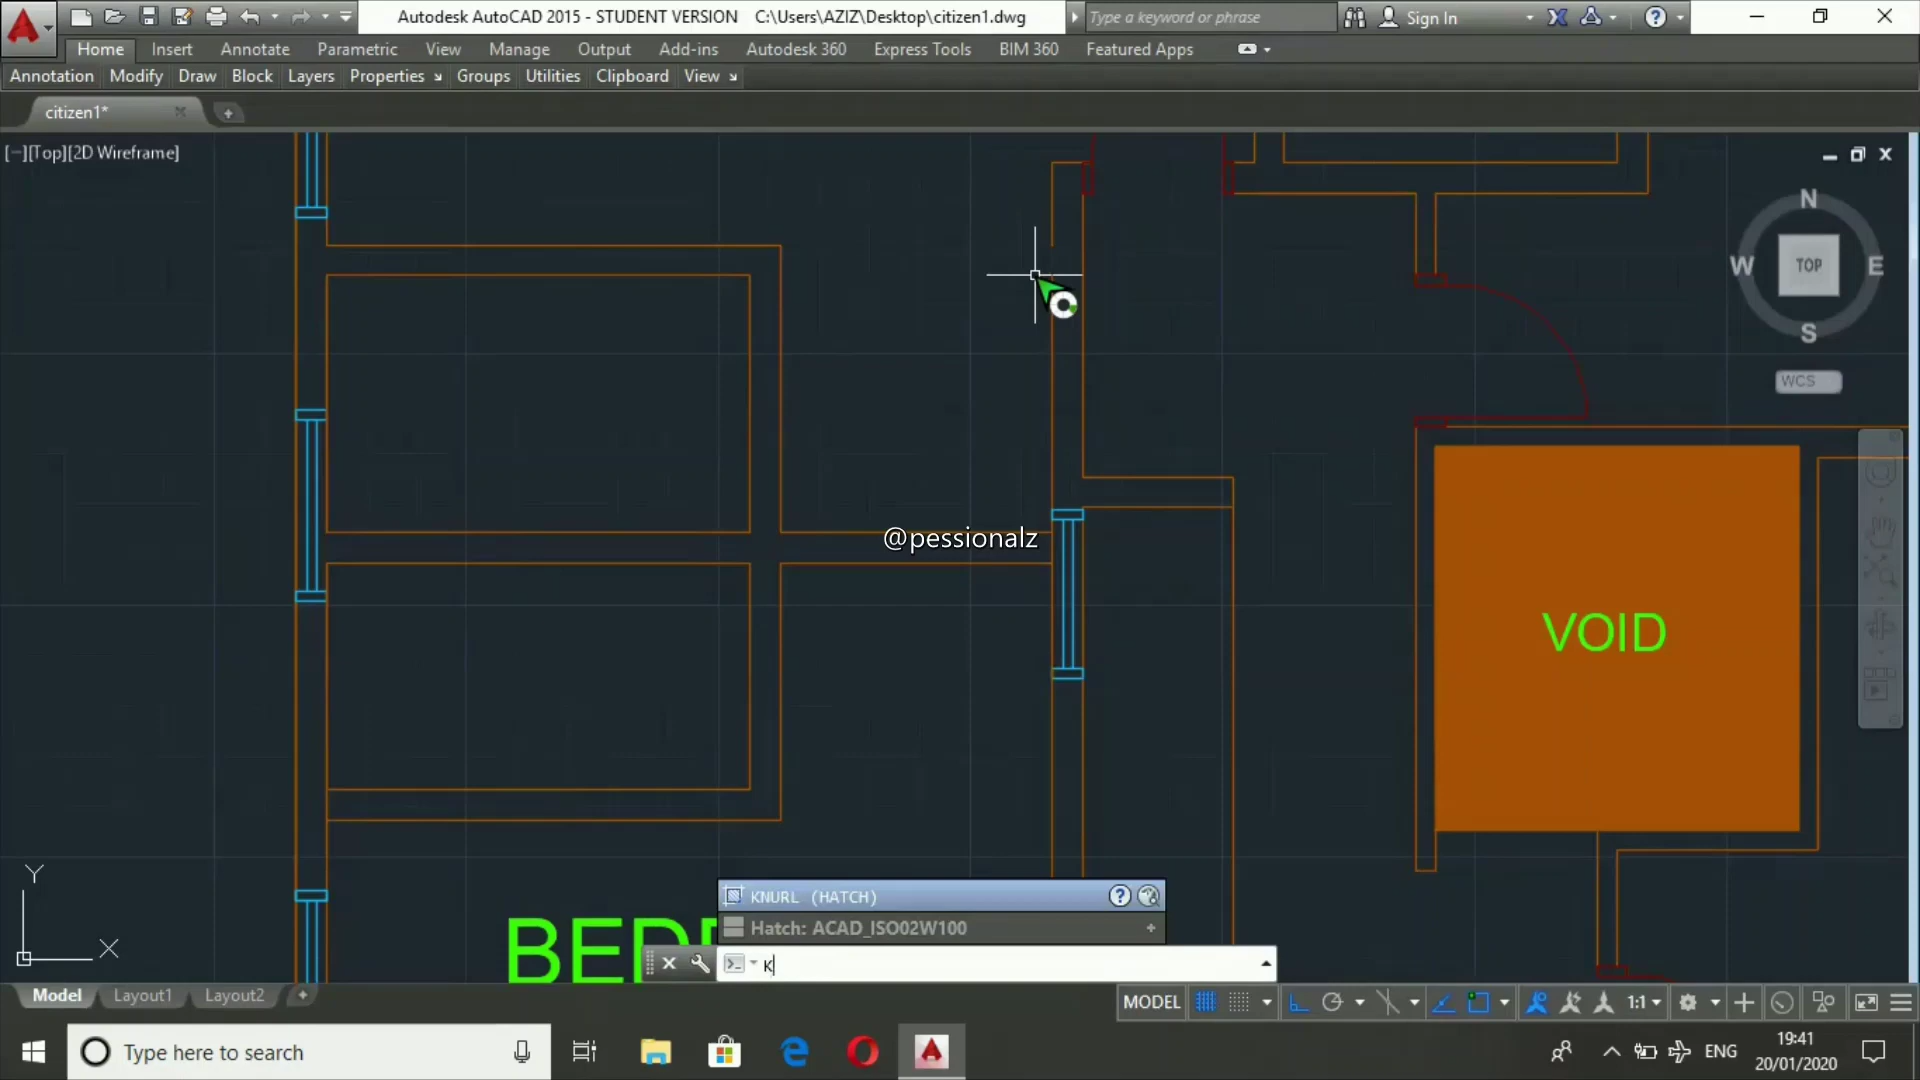 Autodesk AutoCAD 2015 - STUDENT VERSION C:\Users\AZIZ\Desktop\citizen1.dwg
Type a keyword or phrase
Sign In
Home Insert Annotate Parametric View Manage Output Add-ins Autodesk 360 Express Tools BIM 360 Featured Apps
Annotation Modify Draw Block Layers Properties Groups Utilities Clipboard View
citizen1*
[−][Top][2D Wireframe]
N
W TOP E
S
WCS
@pessionalz
VOID
Y
X
KNURL (HATCH)
Hatch: ACAD_ISO02W100
K
Model Layout1 Layout2
MODEL 1:1
Type here to search
ENG
19:41
20/01/2020